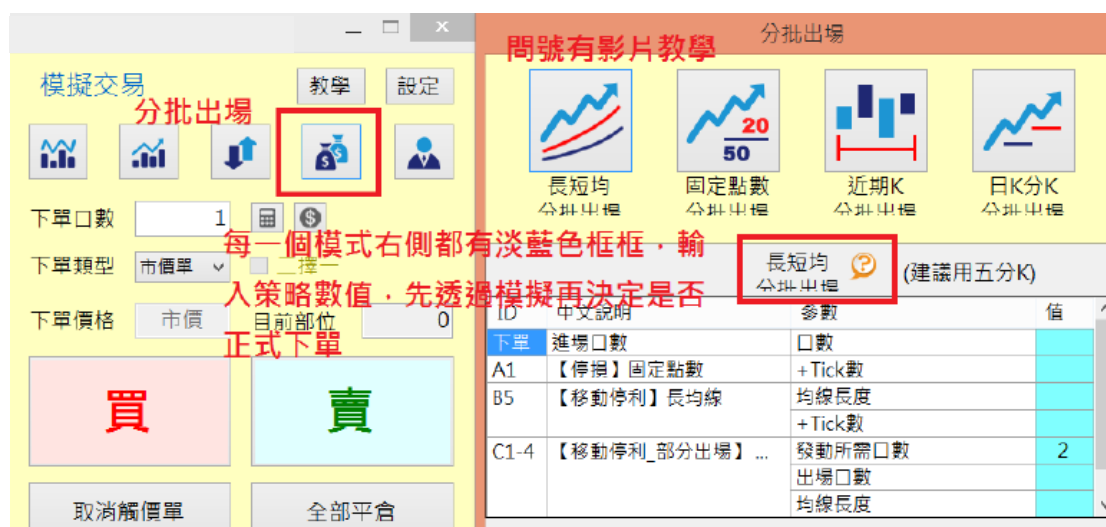 分批出場
問號有影片教學
模擬交易
教學
設定
分批出場
20
50
長短均
分批出場
固定點數
分批出場
近期K
分批出場
日K分K
分批出場
下單口數
1
每一個模式右側都有淡藍色框框，輸
入策略數值，先透過模擬再決定是否
正式下單
下單類型
市價單
二擇一
下單價格
市價
目前部位
0
買
賣
取消觸價單
全部平倉
長短均
分批出場
?
(建議用五分K)
ID 中文說明 參數 值
下單 進場口數 口數
A1 【停損】固定點數 +Tick數
B5 【移動停利】長均線 均線長度
+Tick數
C1-4 【移動停利_部分出場】... 發動所需口數 2
出場口數
均線長度